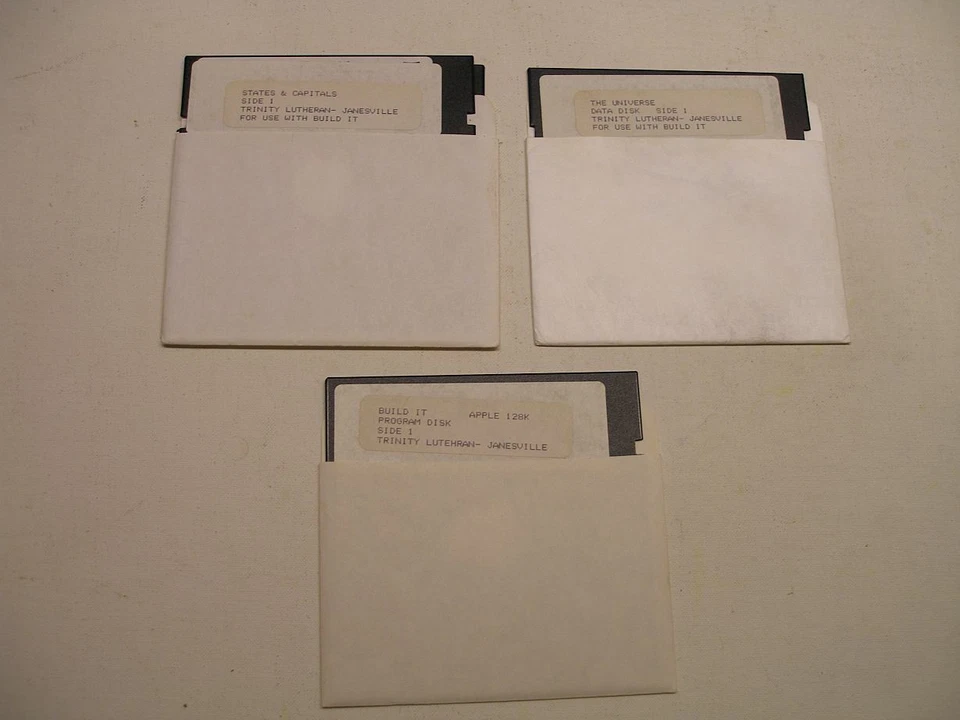 STATES & CAPITALS
SIDE 1
TRINITY LUTHERAN- JANESVILLE
FOR USE WITH BUILD IT
THE UNIVERSE
DATA DISK SIDE 1
TRINITY LUTHERAN- JANESVILLE
FOR USE WITH BUILD IT
BUILD IT APPLE 128K
PROGRAM DISK
SIDE 1
TRINITY LUTEHRAN- JANESVILLE